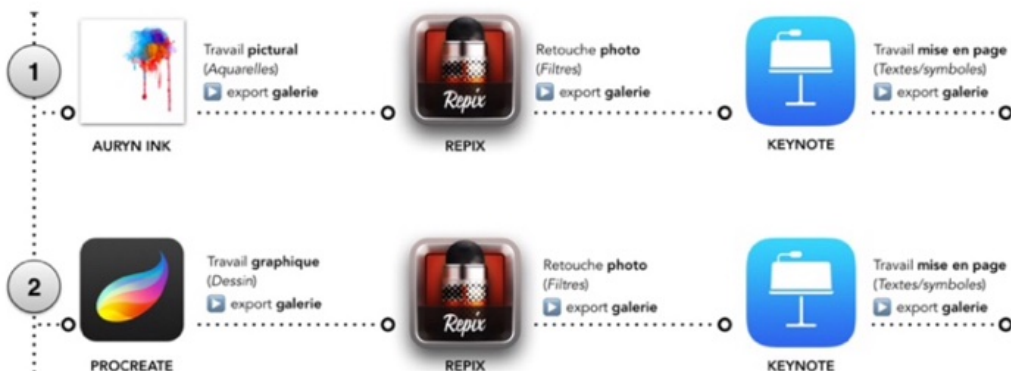 1
Travail pictural
(Aquarelles)
export galerie
AURYN INK
Repix
Retouche photo
(Filtres)
export galerie
REPIX
Travail mise en page
(Textes/symboles)
export galerie
KEYNOTE
2
Travail graphique
(Dessin)
export galerie
PROCREATE
Repix
Retouche photo
(Filtres)
export galerie
REPIX
Travail mise en page
(Textes/symboles)
export galerie
KEYNOTE